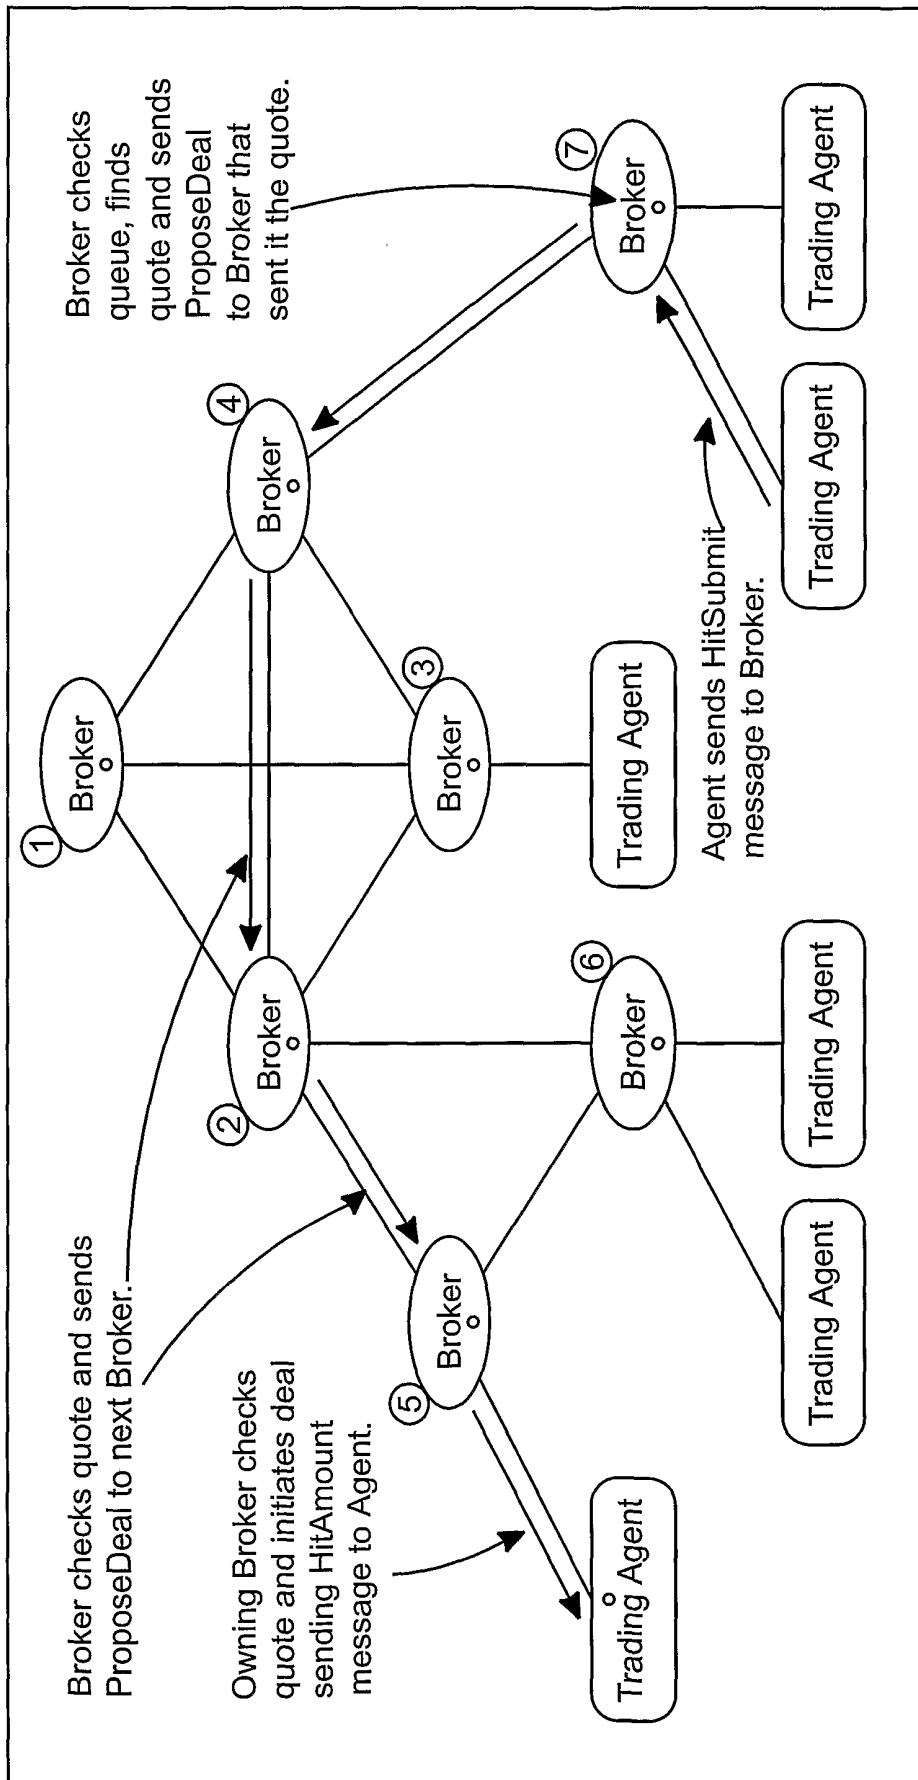 Broker checks quote and sends
ProposeDeal to next Broker.
Owning Broker checks
quote and initiates deal
sending HitAmount
message to Agent.
Broker checks
queue, finds
quote and sends
ProposeDeal
to Broker that
sent it the quote.
1
Broker
2
Broker
4
Broker
5
Broker
3
Broker
6
Broker
7
Broker
Trading Agent
Trading Agent
Agent sends HitSubmit
message to Broker.
Trading Agent
Trading Agent
Trading Agent
Trading Agent